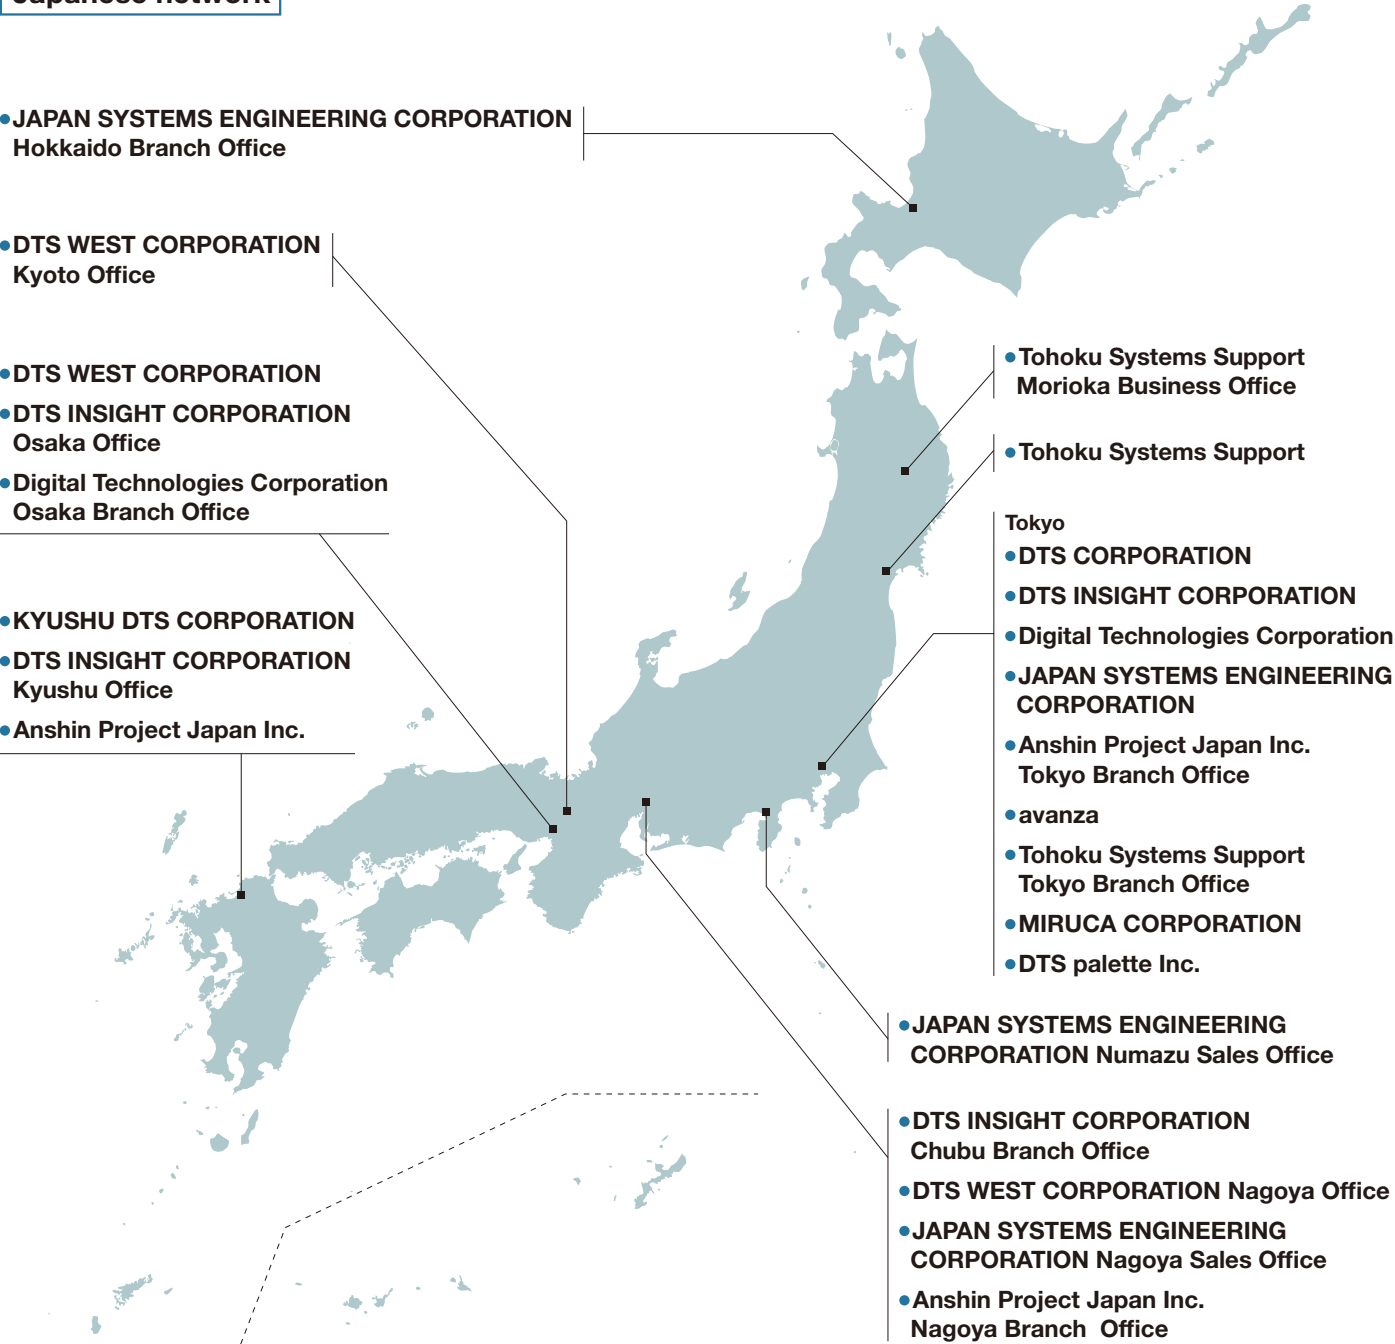 Japanese network
JAPAN SYSTEMS ENGINEERING CORPORATION
Hokkaido Branch Office
DTS WEST CORPORATION
Kyoto Office
DTS WEST CORPORATION
DTS INSIGHT CORPORATION
Osaka Office
Digital Technologies Corporation
Osaka Branch Office
KYUSHU DTS CORPORATION
DTS INSIGHT CORPORATION
Kyushu Office
Anshin Project Japan Inc.
Tohoku Systems Support
Morioka Business Office
Tohoku Systems Support
Tokyo
DTS CORPORATION
DTS INSIGHT CORPORATION
Digital Technologies Corporation
JAPAN SYSTEMS ENGINEERING
CORPORATION
Anshin Project Japan Inc.
Tokyo Branch Office
avanza
Tohoku Systems Support
Tokyo Branch Office
MIRUCA CORPORATION
DTS palette Inc.
JAPAN SYSTEMS ENGINEERING
CORPORATION Numazu Sales Office
DTS INSIGHT CORPORATION
Chubu Branch Office
DTS WEST CORPORATION Nagoya Office
JAPAN SYSTEMS ENGINEERING
CORPORATION Nagoya Sales Office
Anshin Project Japan Inc.
Nagoya Branch Office